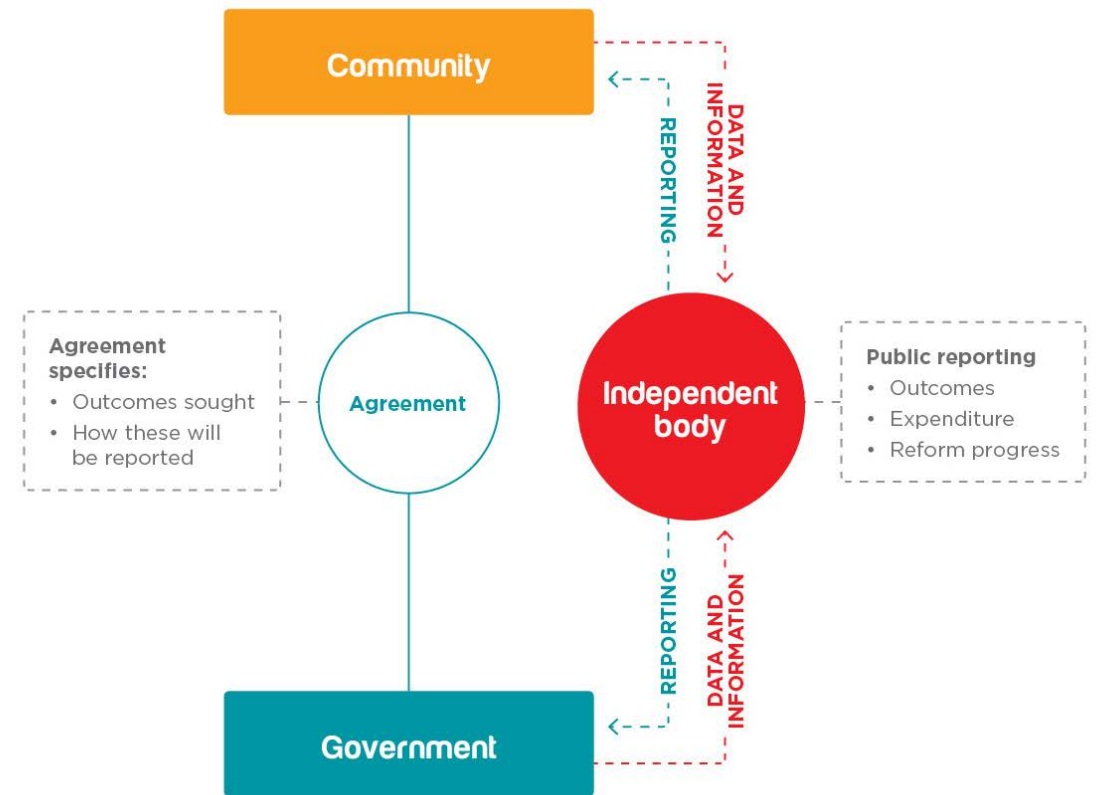 Community
REPORTING
DATA AND
INFORMATION
Agreement
specifies:
• Outcomes sought
• How these will
be reported
Agreement
Independent
body
Public reporting
• Outcomes
• Expenditure
• Reform progress
REPORTING
DATA AND
INFORMATION
Government